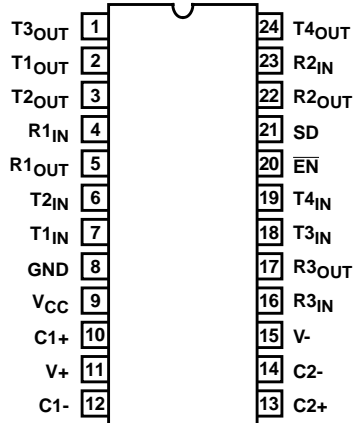 T3OUT 1 24 T4OUT
T1OUT 2 23 R2IN
T2OUT 3 22 R2OUT
R1IN 4 21 SD
R1OUT 5 20 E̅N̅
T2IN 6 19 T4IN
T1IN 7 18 T3IN
GND 8 17 R3OUT
VCC 9 16 R3IN
C1+ 10 15 V-
V+ 11 14 C2-
C1- 12 13 C2+